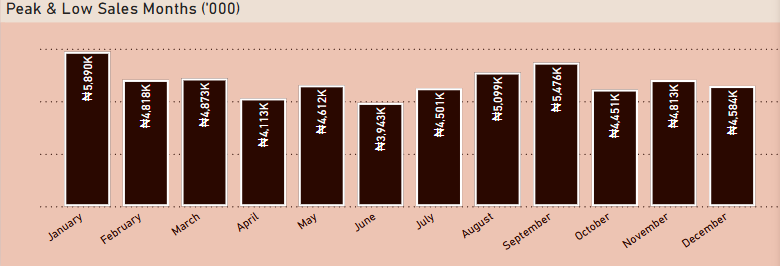 Peak & Low Sales Months ('000)
₦5,890K
₦4,818K
₦4,873K
₦4,113K
₦4,612K
₦3,943K
₦4,501K
₦5,099K
₦5,476K
₦4,451K
₦4,813K
₦4,584K
January
February
March
April
May
June
July
August
September
October
November
December